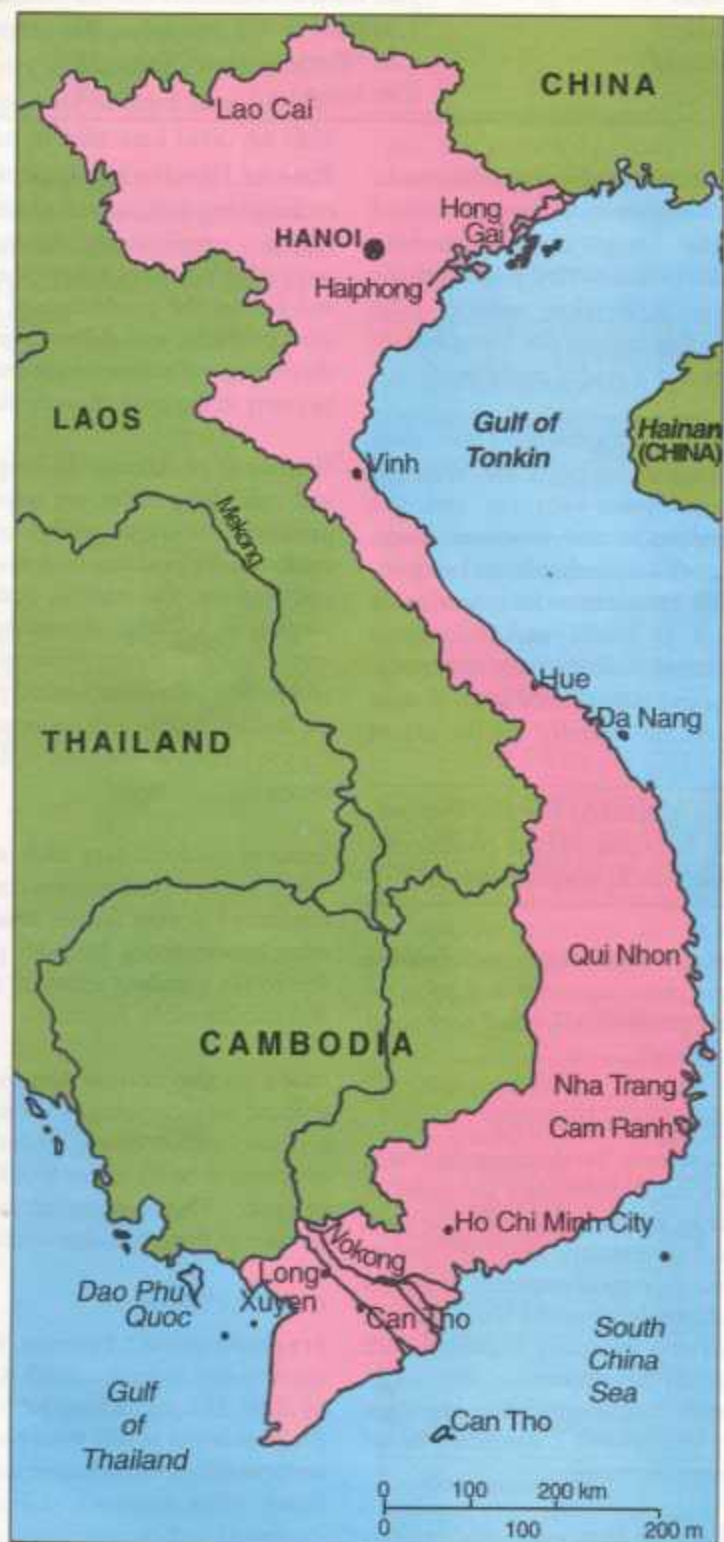 CHINA
Lao Cai
Hong
Gai
HANOI
Haiphong
LAOS
Gulf of
Tonkin
Hainan
(CHINA)
Vinh
Mekong
Hue
Da Nang
THAILAND
Qui Nhon
CAMBODIA
Nha Trang
Cam Ranh
Ho Chi Minh City
Nokong
Long
Xuyen
Dao Phu
Quoc
Can Tho
South
China
Sea
Gulf
of
Thailand
Can Tho
0 100 200 km
0 100 200 m